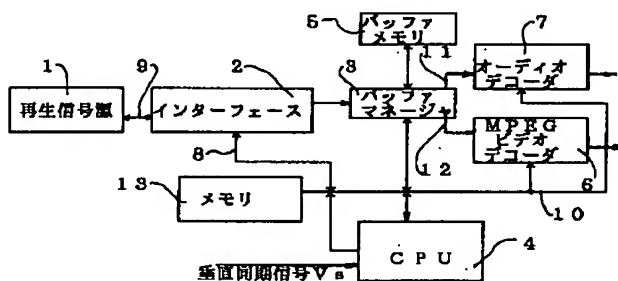 5
バッファ
メモリ
7
1
9
2
3
11
オーディオ
デコーダ
再生信号源
インターフェース
バッファ
マネージャ
MPEG
ビデオ
デコーダ
8
12
6
13
メモリ
10
CPU
4
垂直同期信号Vs